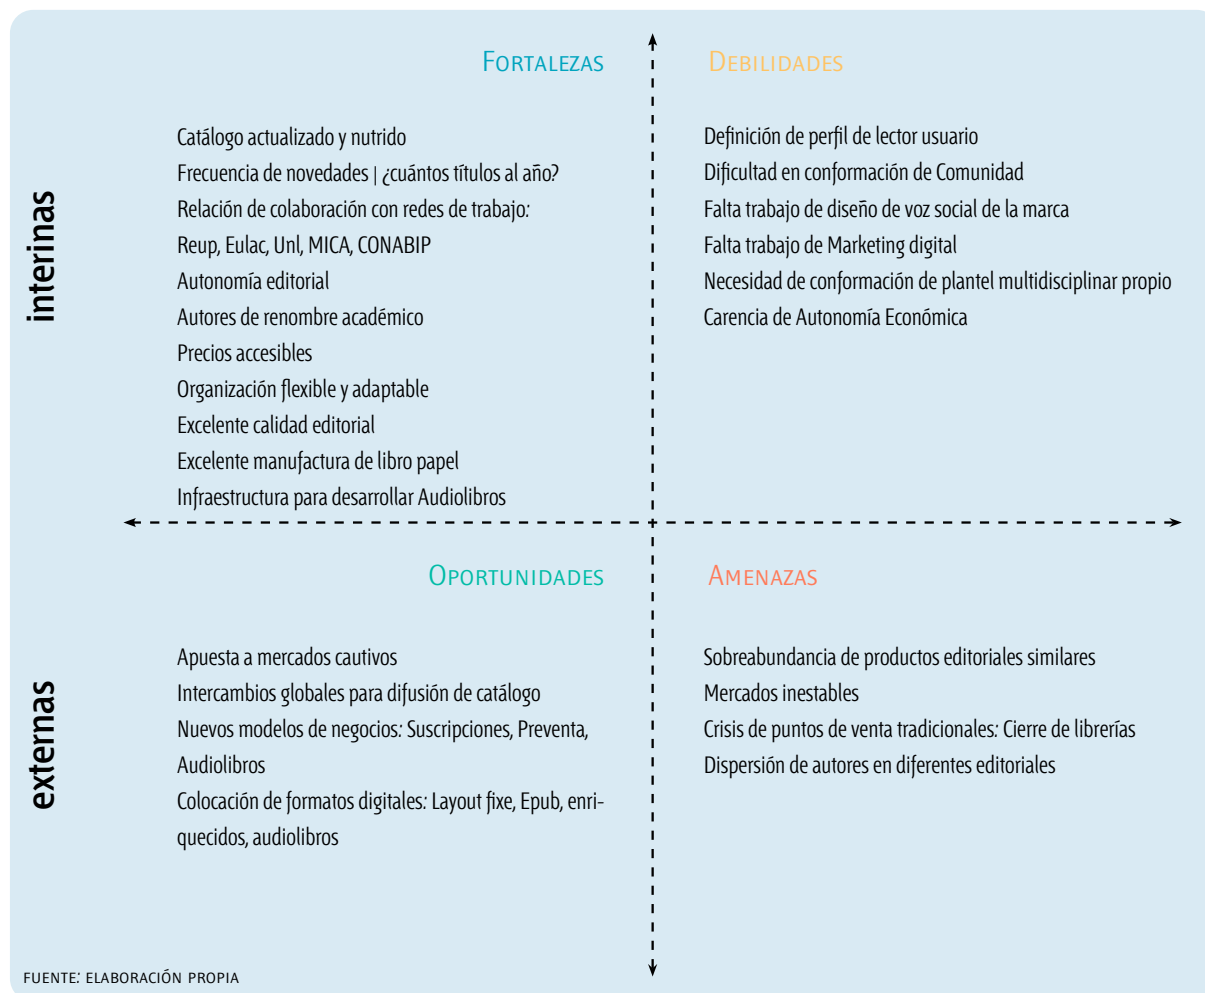 Fortalezas
interinas
Catálogo actualizado y nutrido
Frecuencia de novedades | ¿cuántos títulos al año?
Relación de colaboración con redes de trabajo:
Reup, Eulac, Unl, MICA, CONABIP
Autonomía editorial
Autores de renombre académico
Precios accesibles
Organización flexible y adaptable
Excelente calidad editorial
Excelente manufactura de libro papel
Infraestructura para desarrollar Audiolibros
Debilidades
Definición de perfil de lector usuario
Dificultad en conformación de Comunidad
Falta trabajo de diseño de voz social de la marca
Falta trabajo de Marketing digital
Necesidad de conformación de plantel multidisciplinar propio
Carencia de Autonomía Económica
Oportunidades
externas
Apuesta a mercados cautivos
Intercambios globales para difusión de catálogo
Nuevos modelos de negocios: Suscripciones, Preventa,
Audiolibros
Colocación de formatos digitales: Layout fixe, Epub, enri-
quecidos, audiolibros
Amenazas
Sobreabundancia de productos editoriales similares
Mercados inestables
Crisis de puntos de venta tradicionales: Cierre de librerías
Dispersión de autores en diferentes editoriales
fuente: elaboración propia